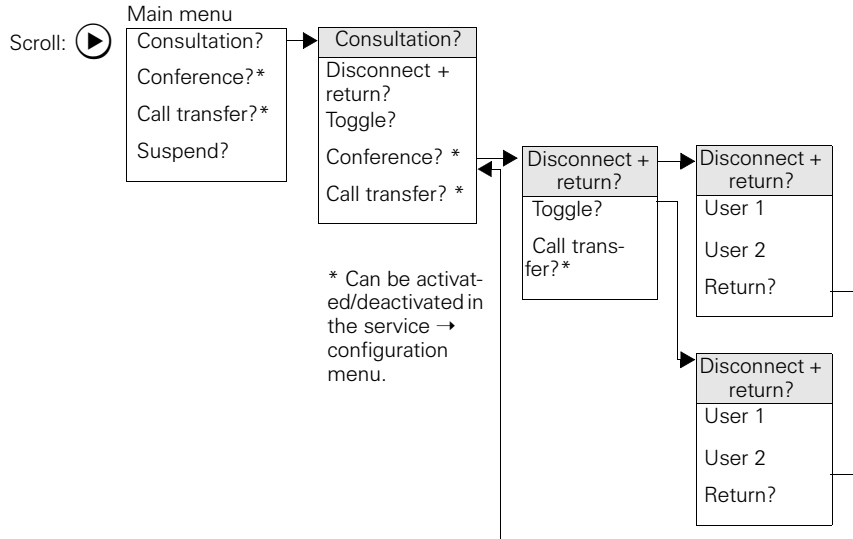 Main menu
Scroll:
Consultation?
Conference?*
Call transfer?*
Suspend?
Consultation?
Disconnect +
return?
Toggle?
Conference? *
Call transfer? *
* Can be activat-
ed/deactivated in
the service →
configuration
menu.
Disconnect +
return?
Toggle?
Call trans-
fer?*
Disconnect +
return?
User 1
User 2
Return?
Disconnect +
return?
User 1
User 2
Return?